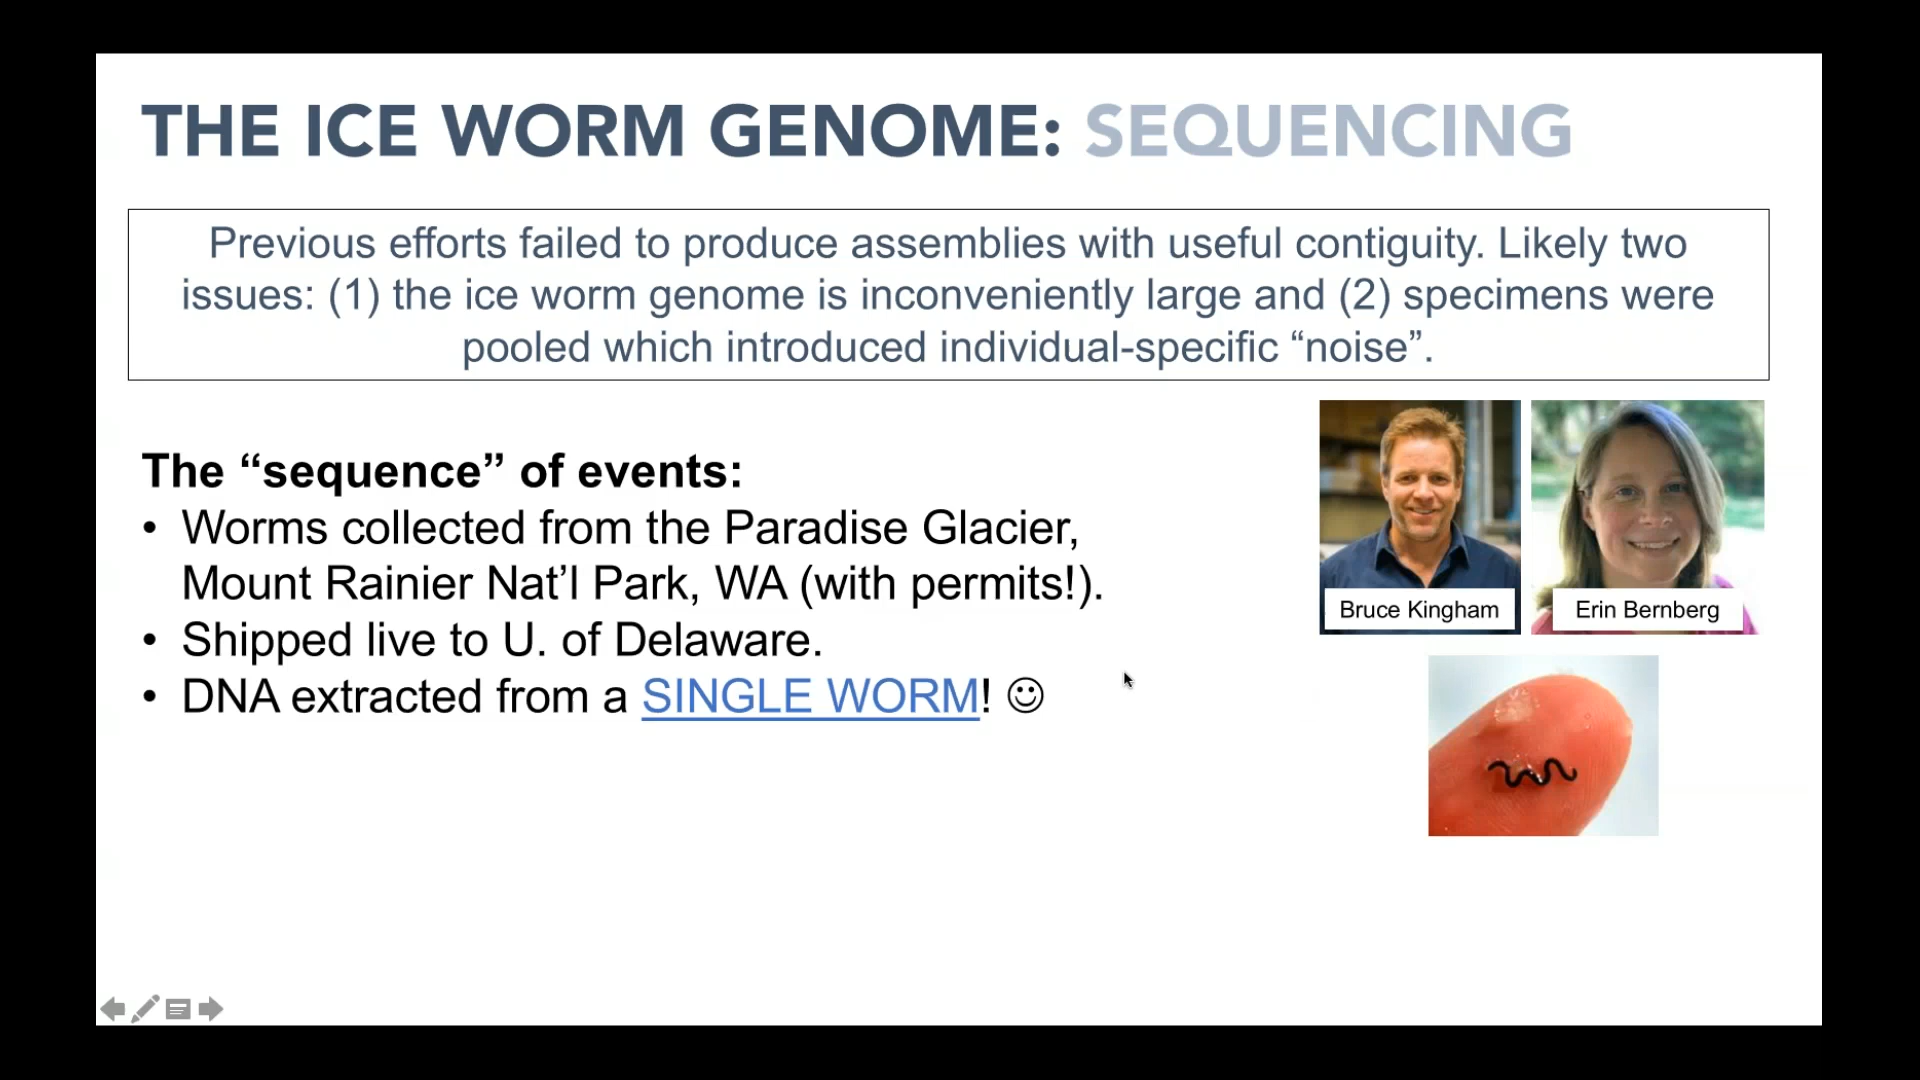 THE ICE WORM GENOME: SEQUENCING
Previous efforts failed to produce assemblies with useful contiguity. Likely two
issues: (1) the ice worm genome is inconveniently large and (2) specimens were
pooled which introduced individual-specific “noise”.
The “sequence” of events:
• Worms collected from the Paradise Glacier,
Mount Rainier Nat’l Park, WA (with permits!).
• Shipped live to U. of Delaware.
• DNA extracted from a SINGLE WORM! ☺
Bruce Kingham
Erin Bernberg